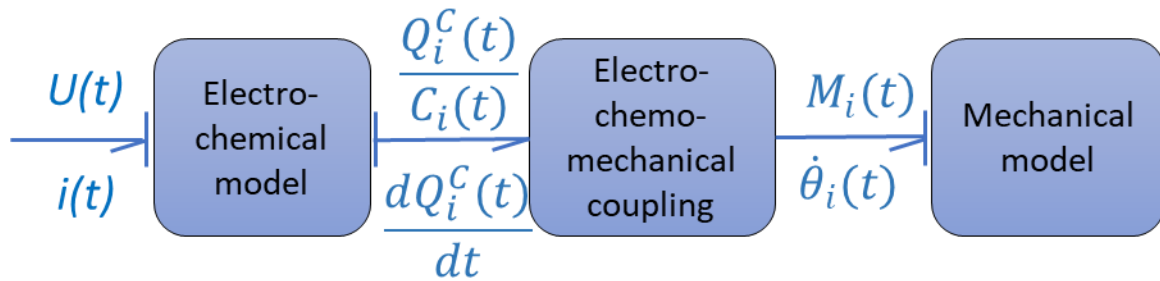 U(t)
i(t)
Electro-
chemical
model
Q_i^C(t)
C_i(t)
dQ_i^C(t)
dt
Electro-
chemo-
mechanical
coupling
M_i(t)
θ̇_i(t)
Mechanical
model